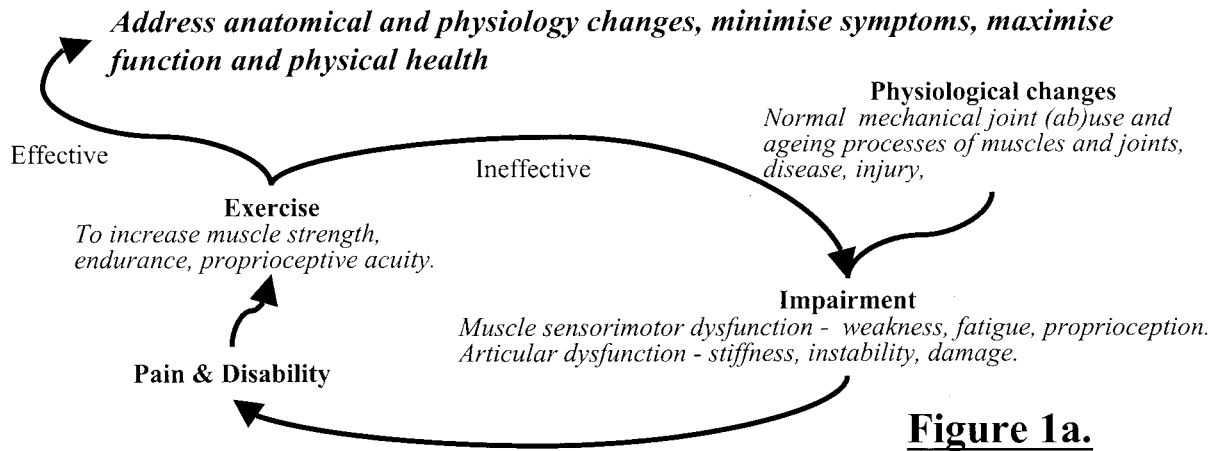 Address anatomical and physiology changes, minimise symptoms, maximise
function and physical health
Physiological changes
Normal mechanical joint (ab)use and
ageing processes of muscles and joints,
disease, injury,
Effective
Ineffective
Exercise
To increase muscle strength,
endurance, proprioceptive acuity.
Impairment
Muscle sensorimotor dysfunction - weakness, fatigue, proprioception.
Articular dysfunction - stiffness, instability, damage.
Pain & Disability
Figure 1a.